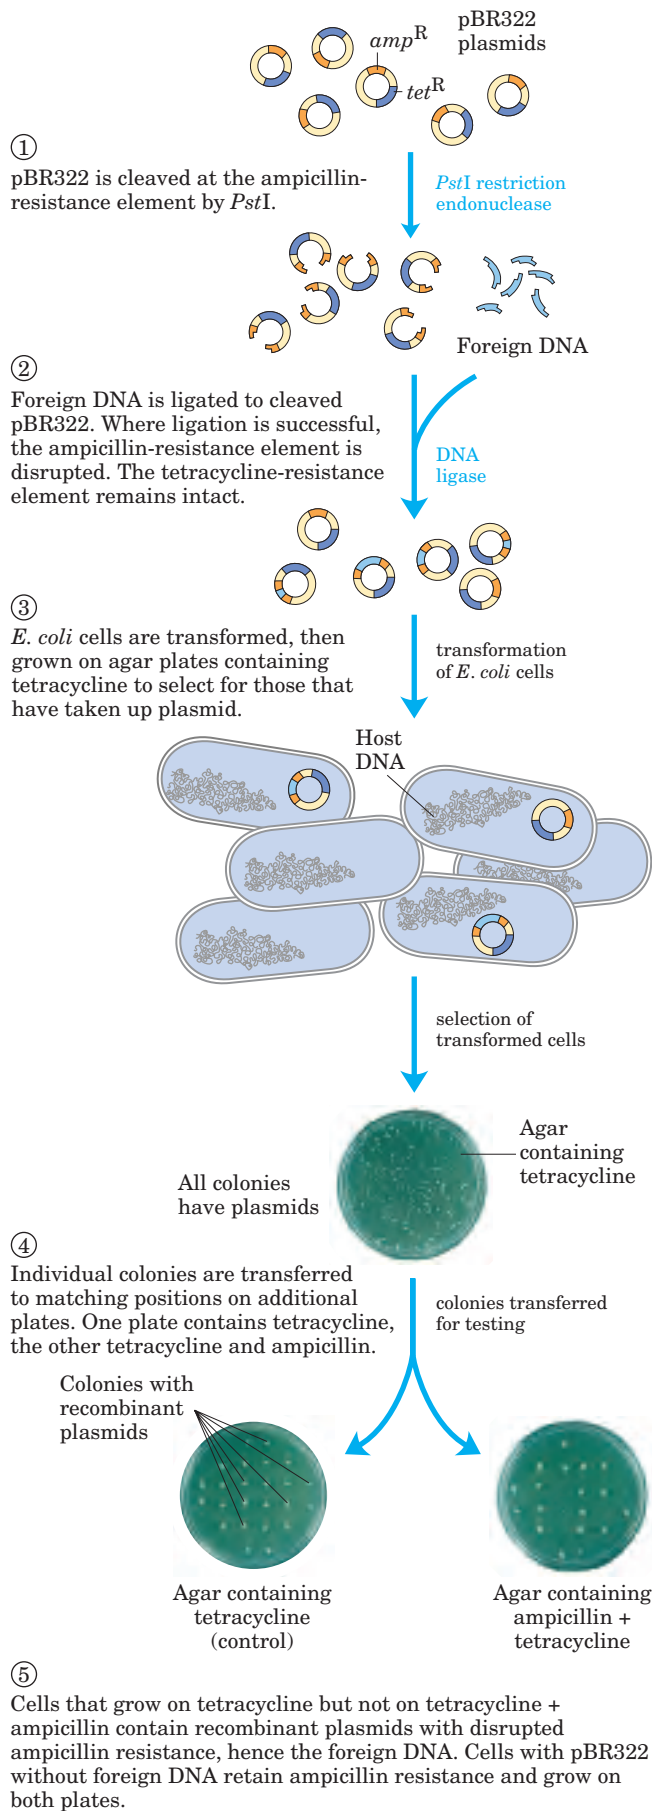 pBR322
plasmids
ampR
tetR
①
pBR322 is cleaved at the ampicillin-
resistance element by PstI.
PstI restriction
endonuclease
Foreign DNA
②
Foreign DNA is ligated to cleaved
pBR322. Where ligation is successful,
the ampicillin-resistance element is
disrupted. The tetracycline-resistance
element remains intact.
DNA
ligase
③
E. coli cells are transformed, then
grown on agar plates containing
tetracycline to select for those that
have taken up plasmid.
transformation
of E. coli cells
Host
DNA
selection of
transformed cells
Agar
containing
tetracycline
All colonies
have plasmids
④
Individual colonies are transferred
to matching positions on additional
plates. One plate contains tetracycline,
the other tetracycline and ampicillin.
colonies transferred
for testing
Colonies with
recombinant
plasmids
Agar containing
tetracycline
(control)
Agar containing
ampicillin +
tetracycline
⑤
Cells that grow on tetracycline but not on tetracycline +
ampicillin contain recombinant plasmids with disrupted
ampicillin resistance, hence the foreign DNA. Cells with pBR322
without foreign DNA retain ampicillin resistance and grow on
both plates.